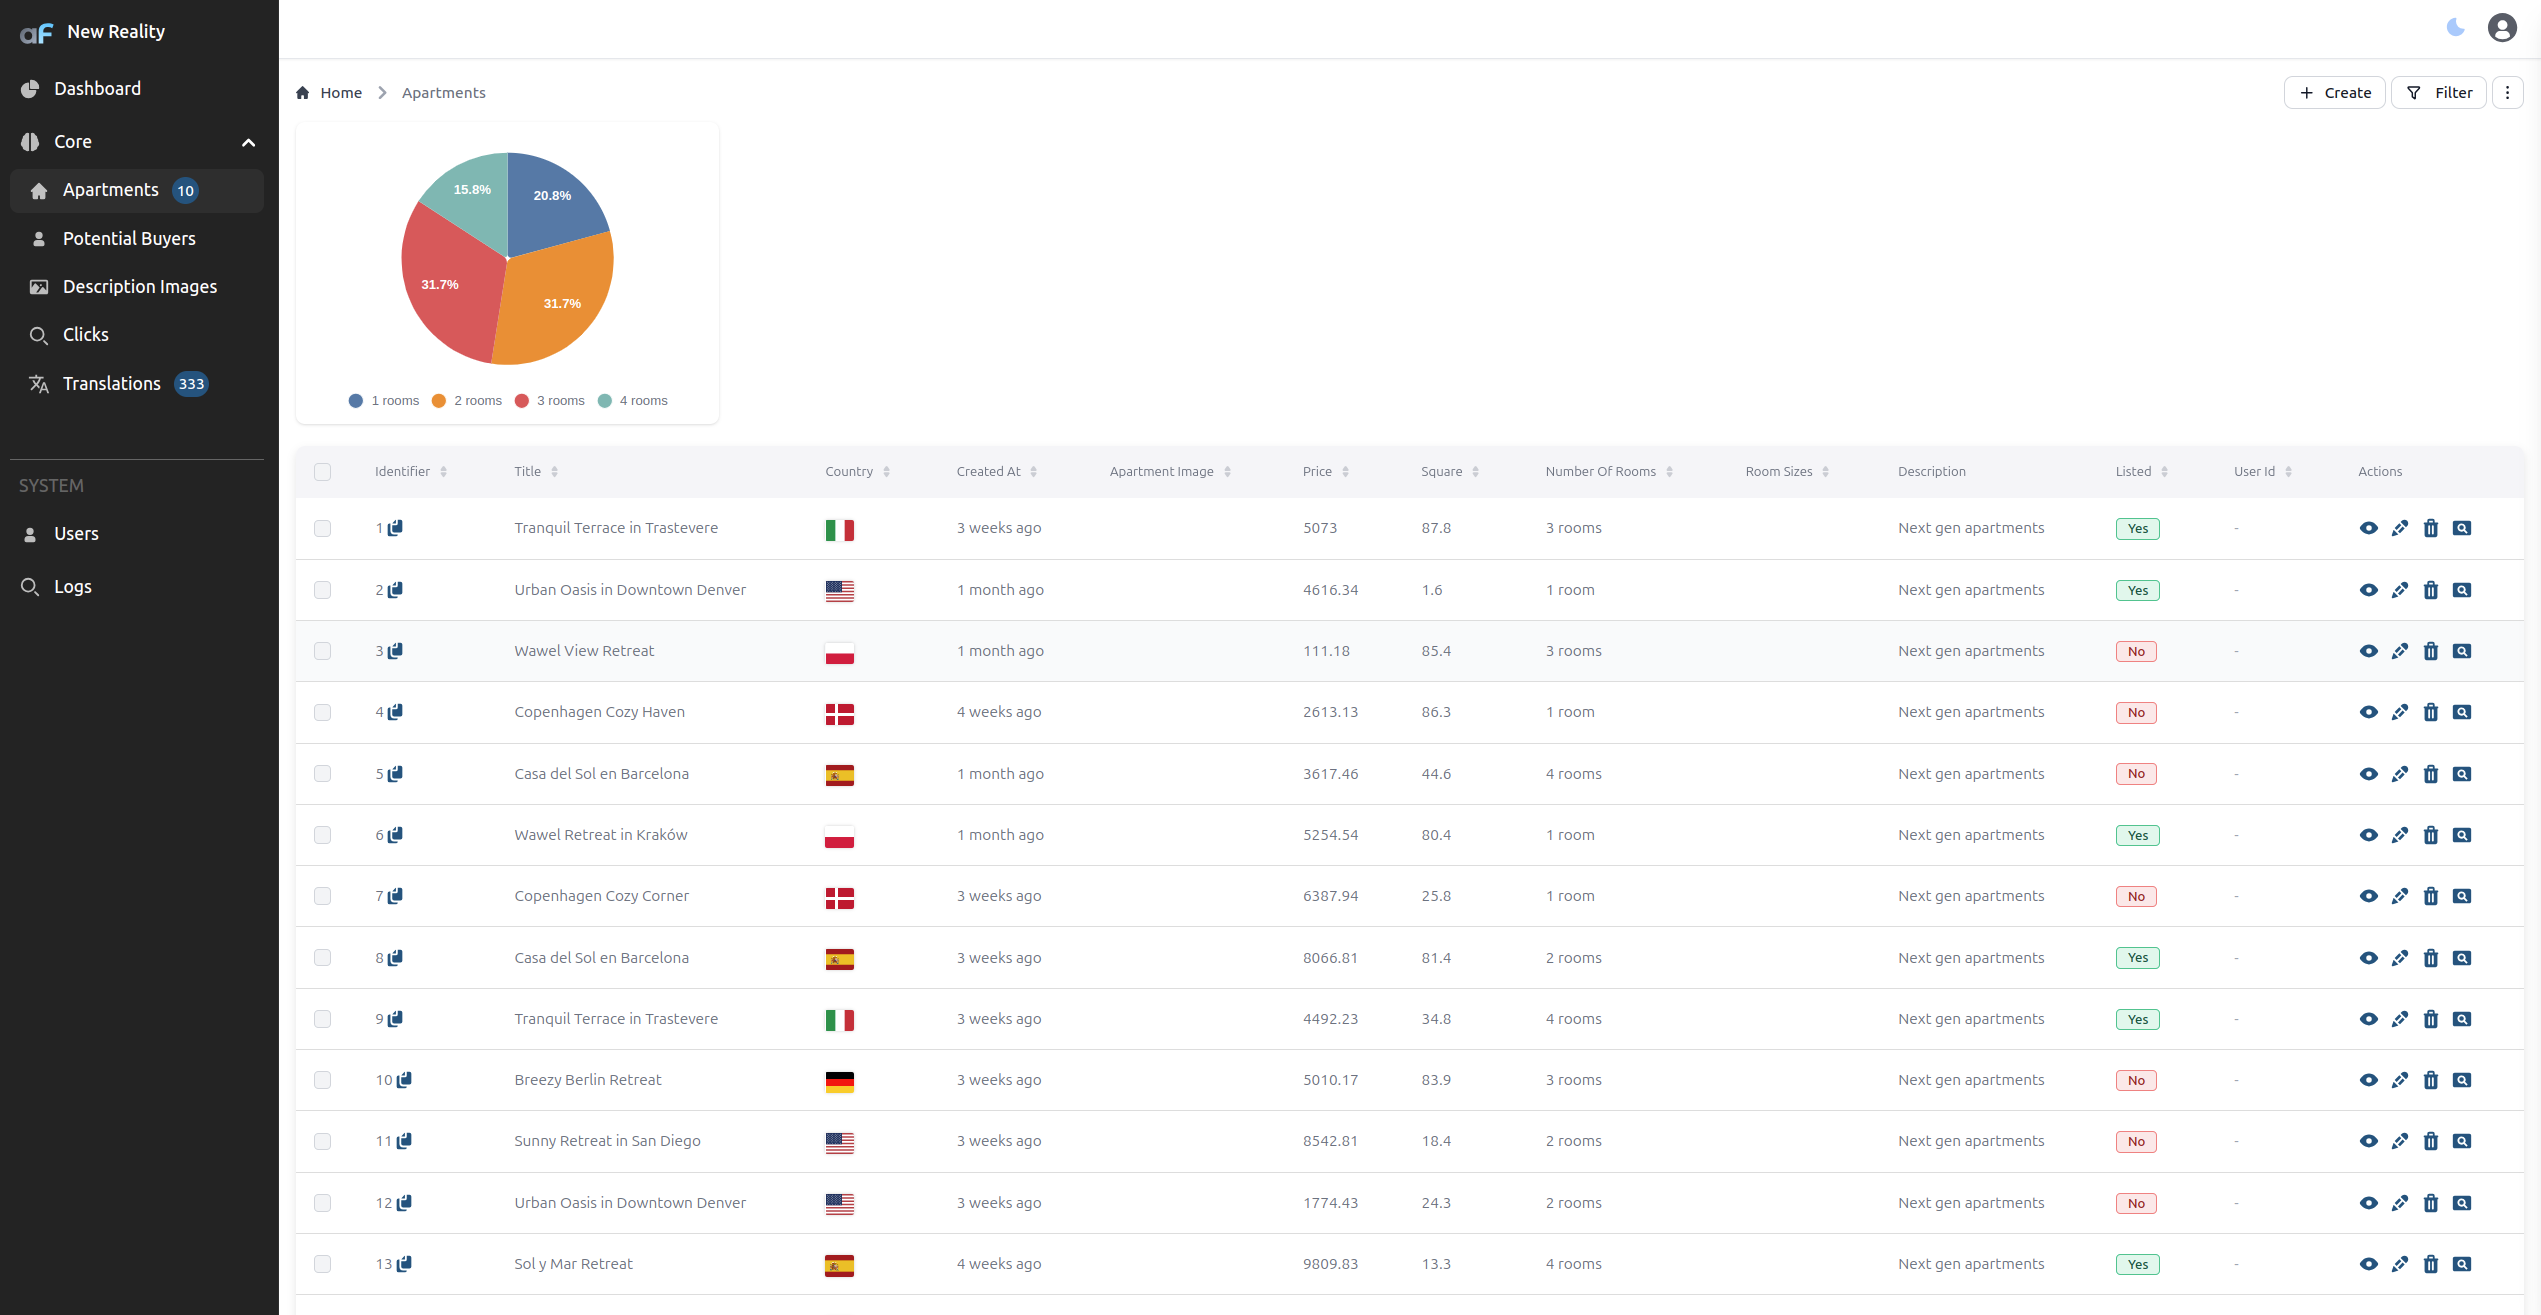 aF New Reality
Dashboard
Core
Apartments 10
Potential Buyers
Description Images
Clicks
Translations 333
SYSTEM
Users
Logs
Home Apartments
Create Filter
15.8% 20.8%
31.7% 31.7%
1 rooms 2 rooms 3 rooms 4 rooms
Identifier Title Country Created At Apartment Image Price Square Number Of Rooms Room Sizes Description Listed User Id Actions
1 Tranquil Terrace in Trastevere 3 weeks ago 5073 87.8 3 rooms Next gen apartments Yes -
2 Urban Oasis in Downtown Denver 1 month ago 4616.34 1.6 1 room Next gen apartments Yes -
3 Wawel View Retreat 1 month ago 111.18 85.4 3 rooms Next gen apartments No -
4 Copenhagen Cozy Haven 4 weeks ago 2613.13 86.3 1 room Next gen apartments No -
5 Casa del Sol en Barcelona 1 month ago 3617.46 44.6 4 rooms Next gen apartments No -
6 Wawel Retreat in Kraków 1 month ago 5254.54 80.4 1 room Next gen apartments Yes -
7 Copenhagen Cozy Corner 3 weeks ago 6387.94 25.8 1 room Next gen apartments No -
8 Casa del Sol en Barcelona 3 weeks ago 8066.81 81.4 2 rooms Next gen apartments Yes -
9 Tranquil Terrace in Trastevere 3 weeks ago 4492.23 34.8 4 rooms Next gen apartments Yes -
10 Breezy Berlin Retreat 3 weeks ago 5010.17 83.9 3 rooms Next gen apartments No -
11 Sunny Retreat in San Diego 3 weeks ago 8542.81 18.4 2 rooms Next gen apartments No -
12 Urban Oasis in Downtown Denver 3 weeks ago 1774.43 24.3 2 rooms Next gen apartments No -
13 Sol y Mar Retreat 4 weeks ago 9809.83 13.3 4 rooms Next gen apartments Yes -